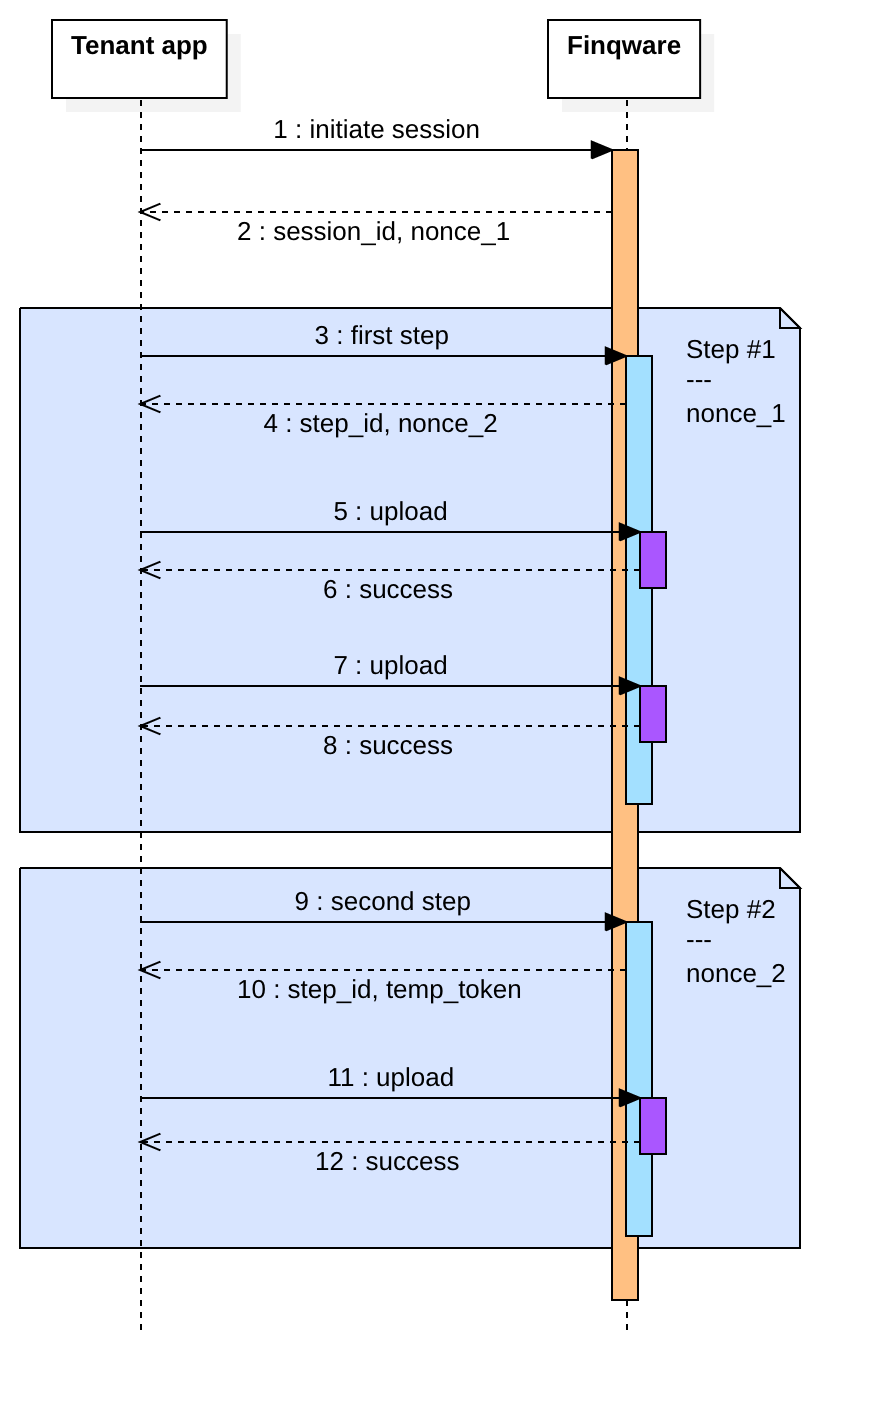 Tenant app
Finqware
1 : initiate session
2 : session_id, nonce_1
3 : first step
Step #1
---
nonce_1
4 : step_id, nonce_2
5 : upload
6 : success
7 : upload
8 : success
9 : second step
Step #2
---
nonce_2
10 : step_id, temp_token
11 : upload
12 : success